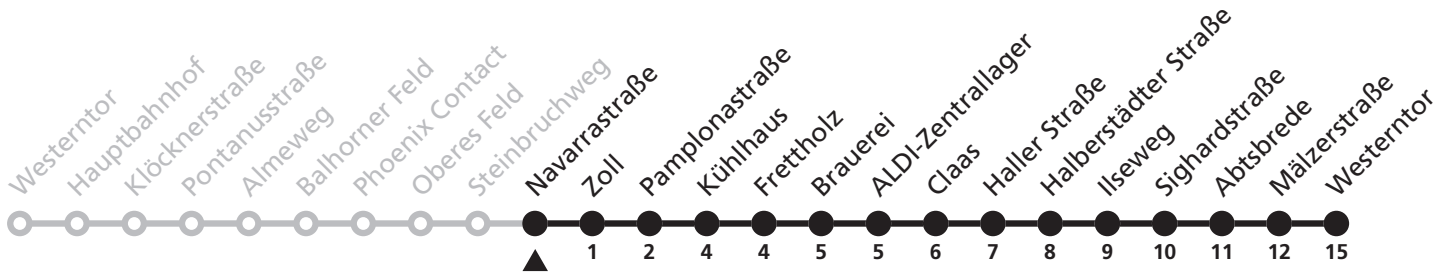 Westerntor
Hauptbahnhof
Klöcknerstraße
Pontanusstraße
Almeweg
Balhorner Feld
Phoenix Contact
Oberes Feld
Steinbruchweg
Navarrastraße
Zoll
Pamplonastraße
Kühlhaus
Frettholz
Brauerei
ALDI-Zentrallager
Claas
Haller Straße
Halberstädter Straße
Ilseweg
Sighardstraße
Abtsbrede
Mälzerstraße
Westerntor
1 2 4 4 5 5 6 7 8 9 10 11 12 15